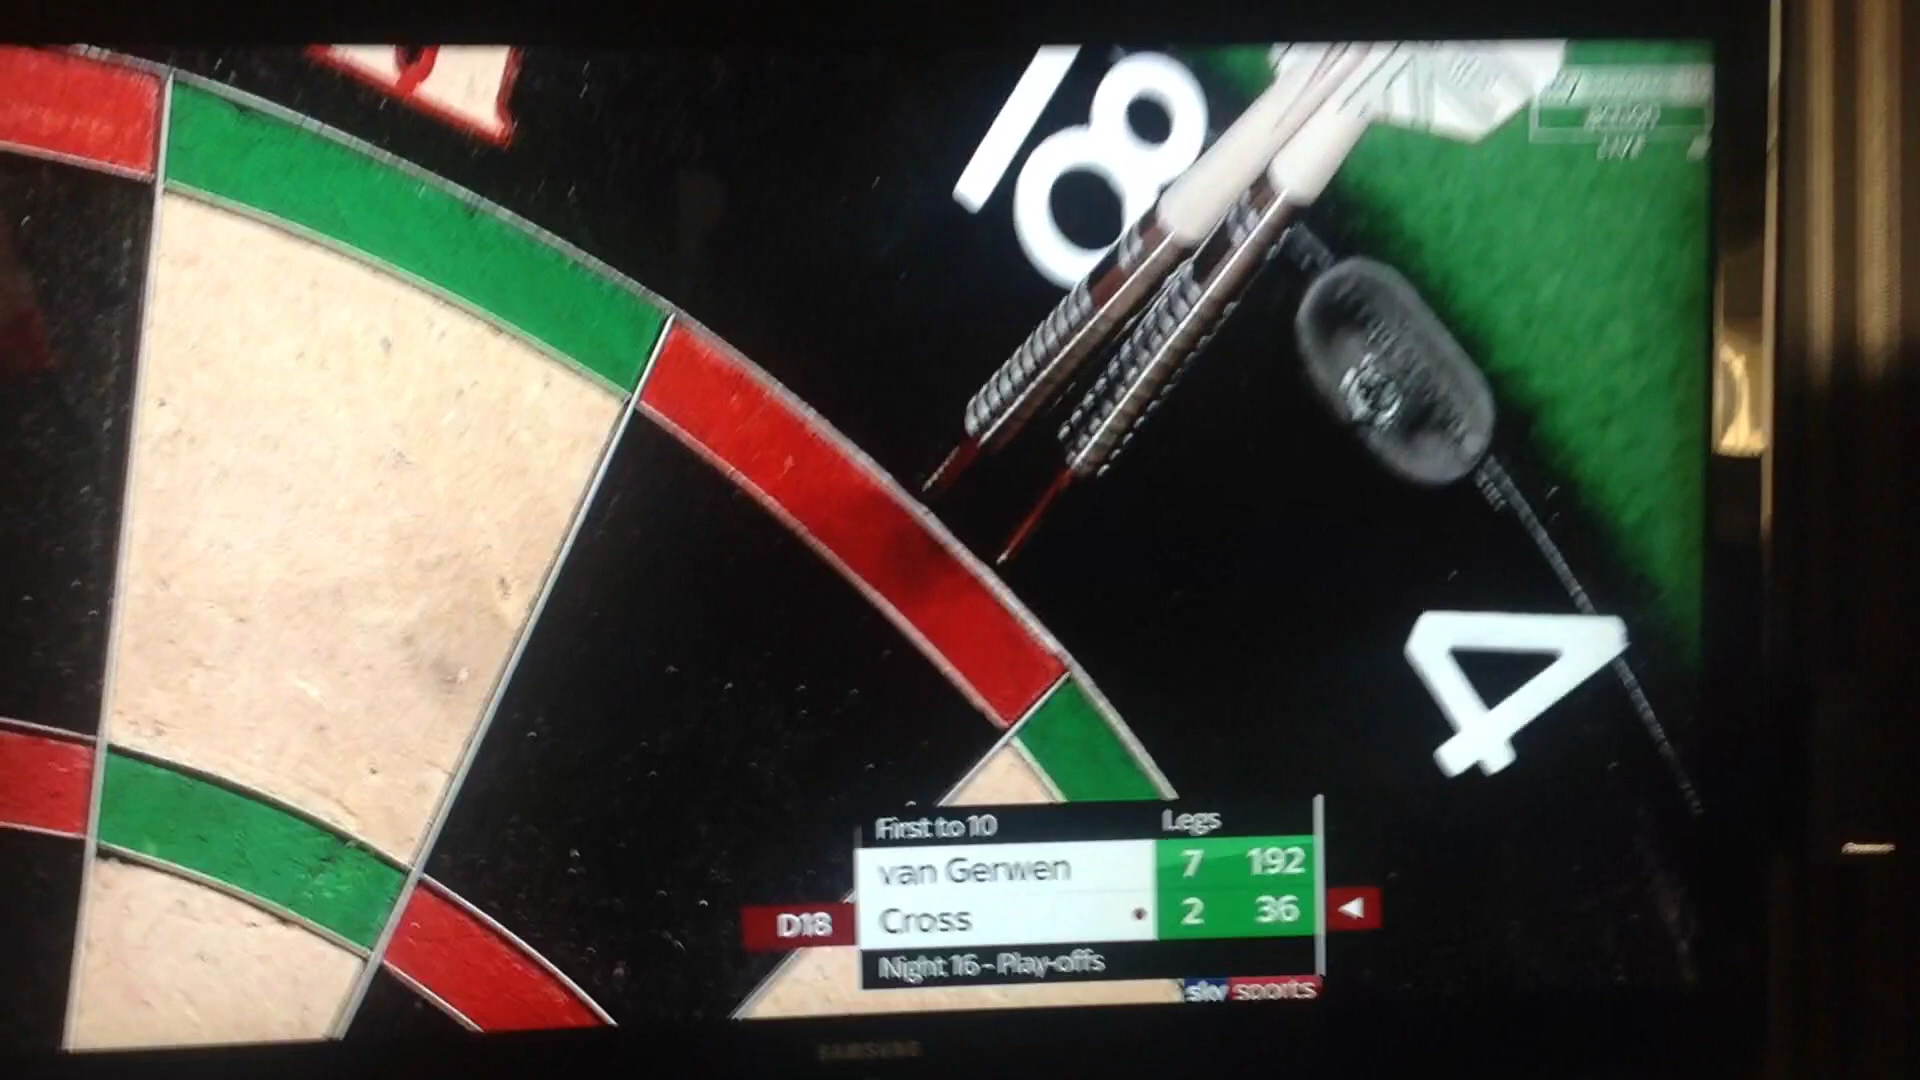 18
4
First to 10 Legs
van Gerwen 7 192
D18 Cross 2 36
Night 16 - Play-offs
sky sports
SAMSUNG